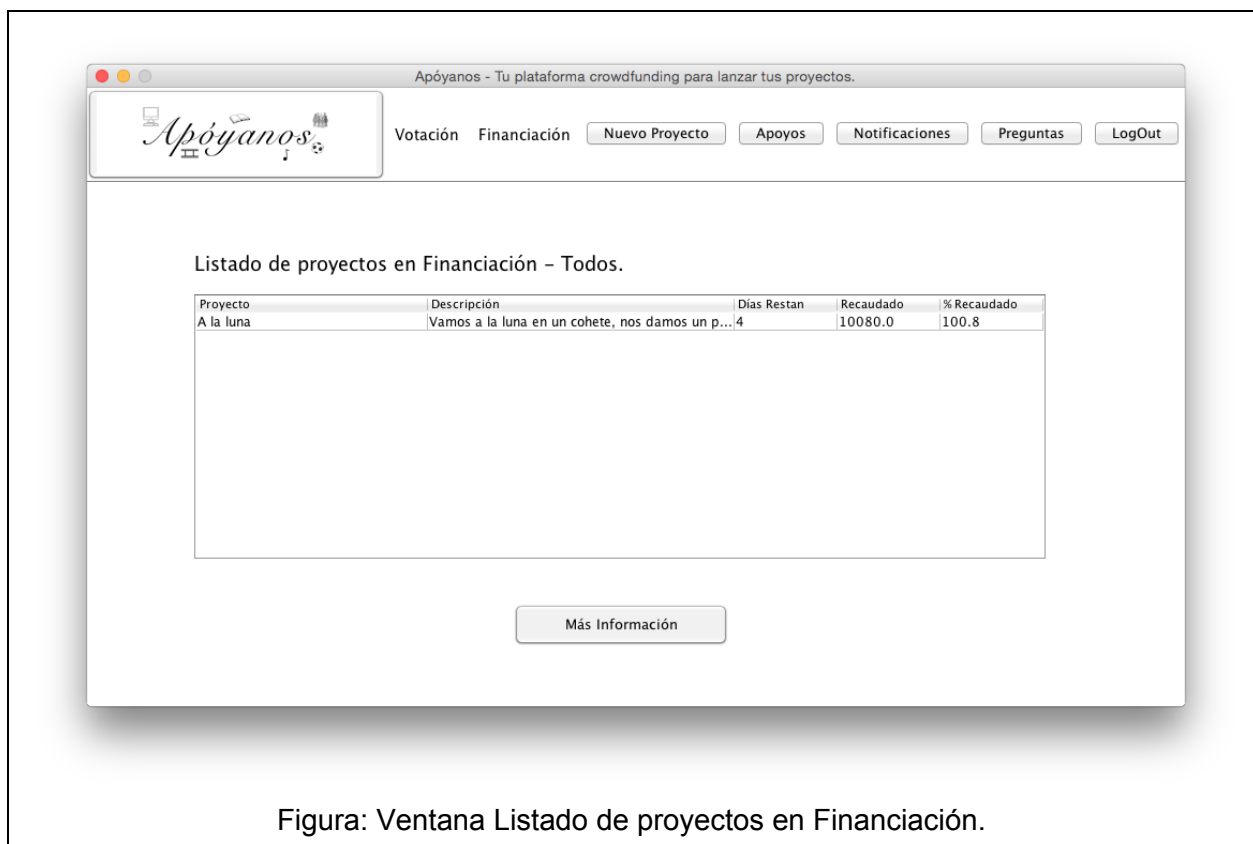 Apóyanos - Tu plataforma crowdfunding para lanzar tus proyectos.
Apóyanos
Votación Financiación Nuevo Proyecto Apoyos Notificaciones Preguntas LogOut
Listado de proyectos en Financiación – Todos.
Proyecto Descripción Días Restan Recaudado % Recaudado
A la luna Vamos a la luna en un cohete, nos damos un p... 4 10080.0 100.8
Más Información
Figura: Ventana Listado de proyectos en Financiación.